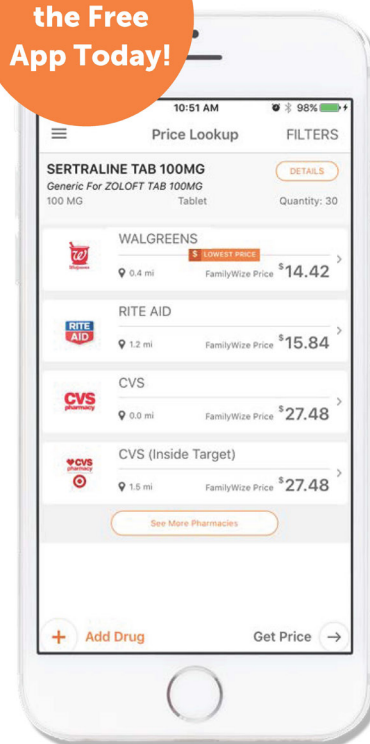 the Free
App Today!
10:51 AM 98%
Price Lookup FILTERS
SERTRALINE TAB 100MG DETAILS
Generic For ZOLOFT TAB 100MG
100 MG Tablet Quantity: 30
WALGREENS
$ LOWEST PRICE
Walgreens 0.4 mi FamilyWize Price $14.42
RITE AID
RITE AID 1.2 mi FamilyWize Price $15.84
CVS
CVS pharmacy 0.0 mi FamilyWize Price $27.48
CVS (Inside Target)
CVS pharmacy 1.5 mi FamilyWize Price $27.48
See More Pharmacies
+ Add Drug Get Price →